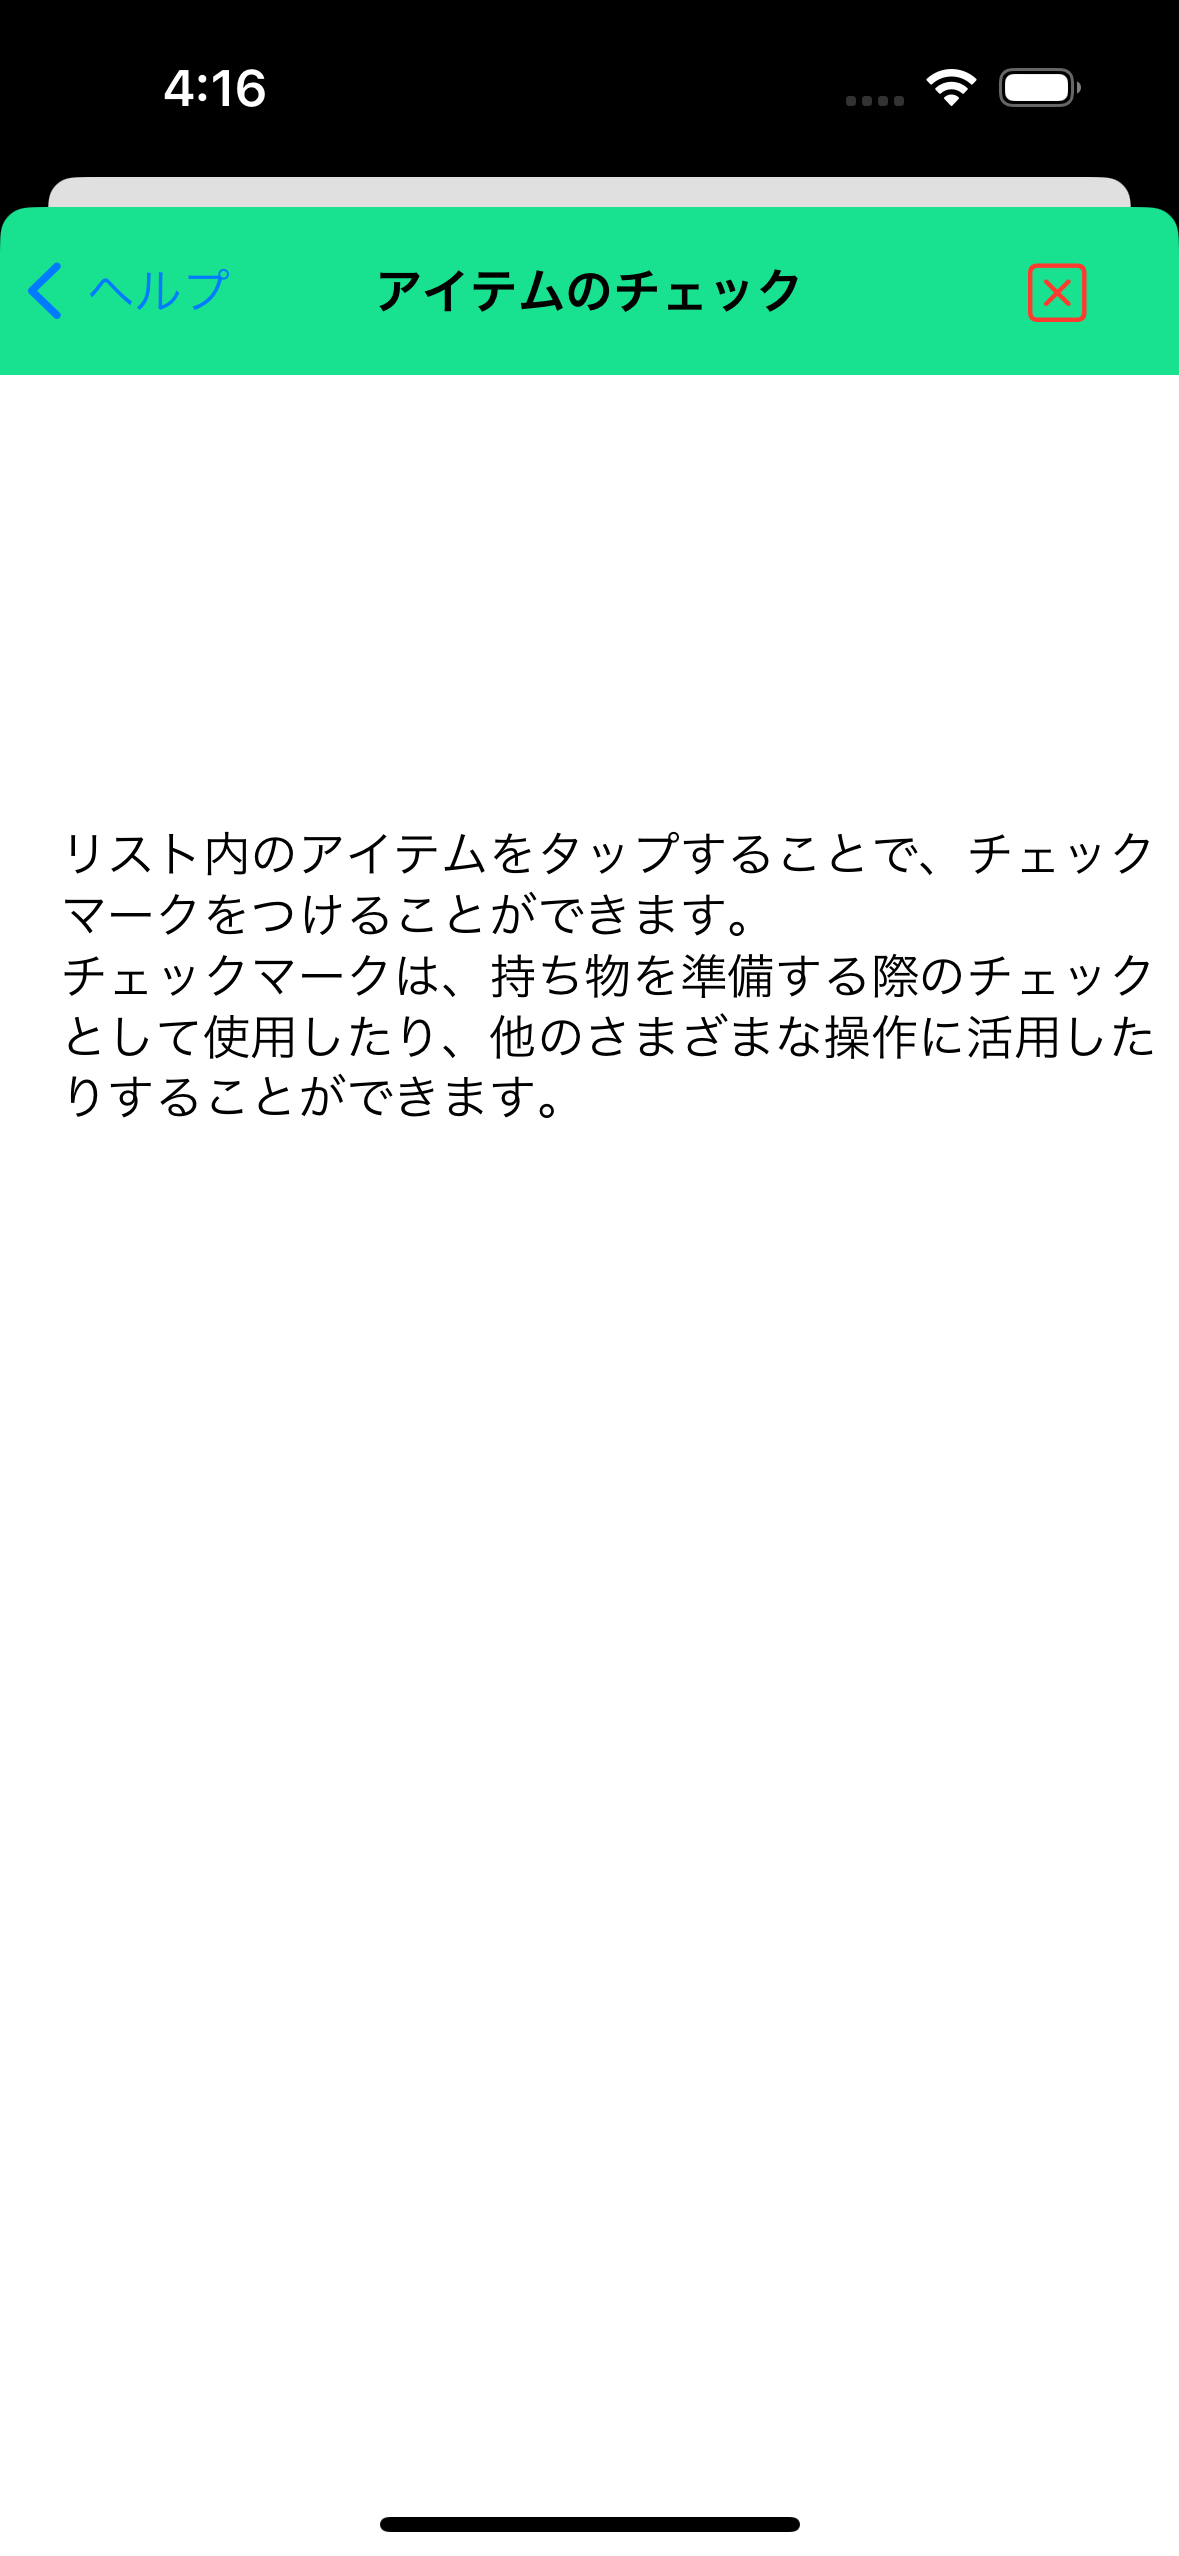 4:16
ヘルプ
アイテムのチェック
リスト内のアイテムをタップすることで、チェック
マークをつけることができます。
チェックマークは、持ち物を準備する際のチェック
として使用したり、他のさまざまな操作に活用した
りすることができます。